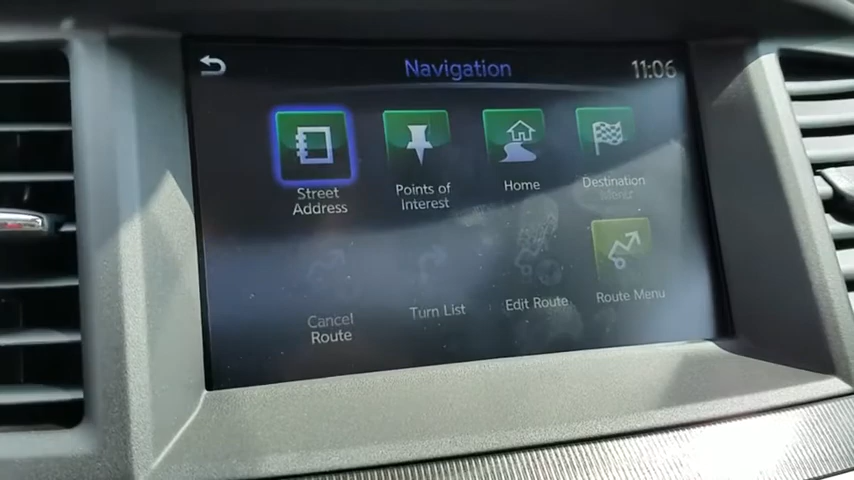 Navigation
11:06
Street
Address
Points of
Interest
Home
Destination
Menu
Cancel
Route
Turn List
Edit Route
Route Menu